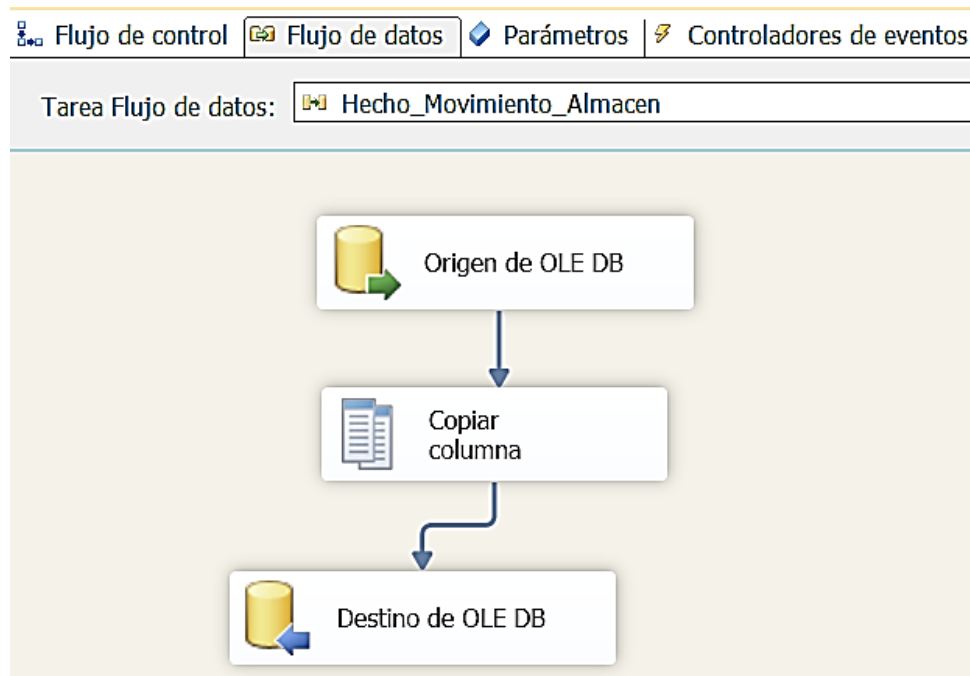 Flujo de control Flujo de datos Parámetros Controladores de eventos
Tarea Flujo de datos: Hecho_Movimiento_Almacen
Origen de OLE DB
Copiar
columna
Destino de OLE DB